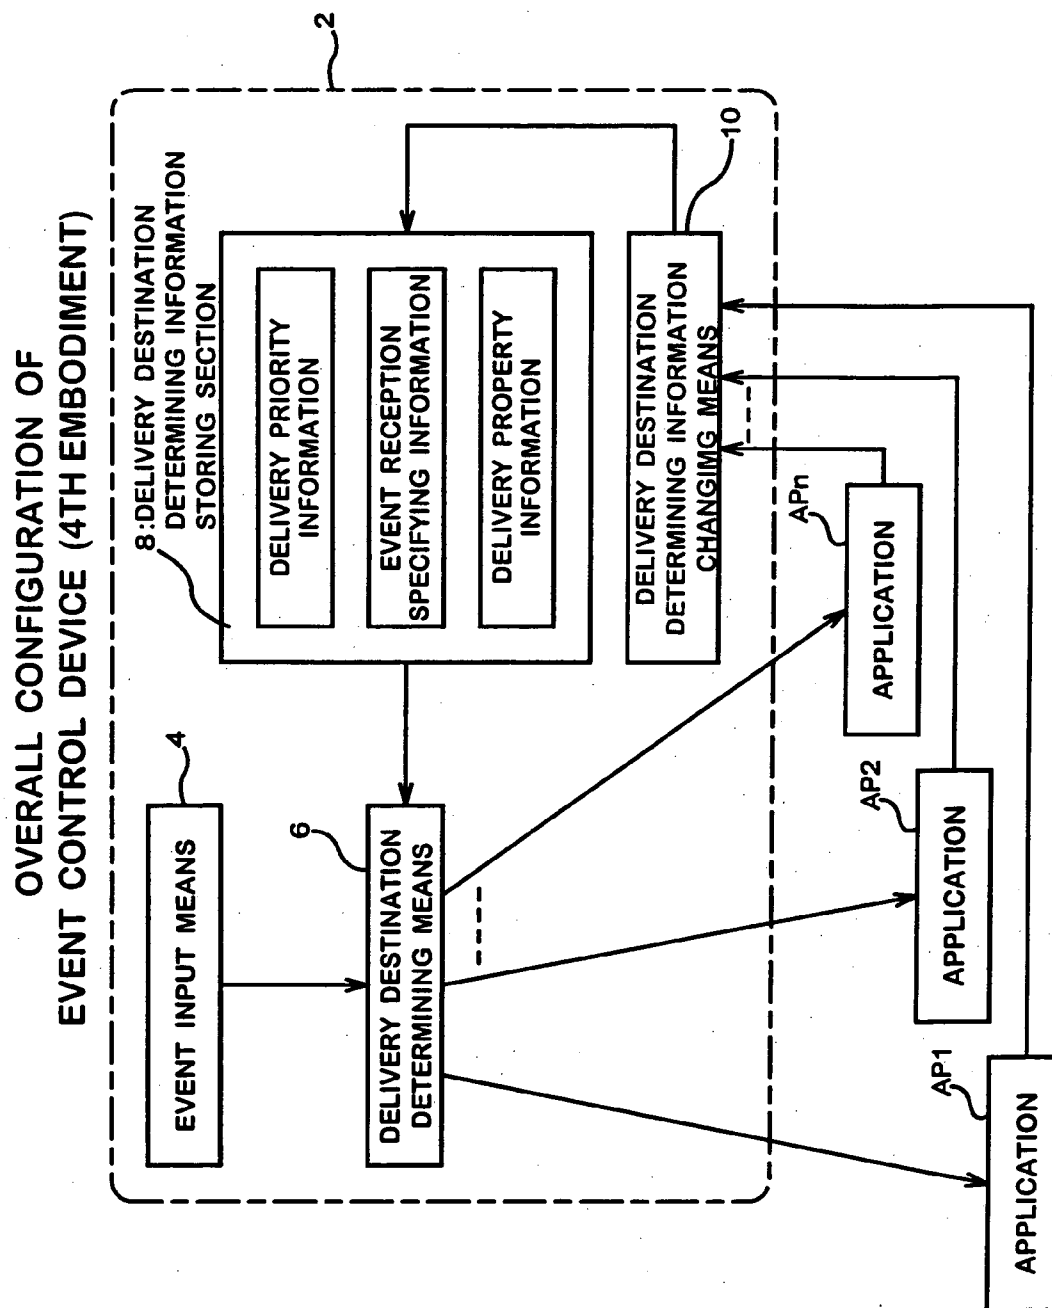 OVERALL CONFIGURATION OF
EVENT CONTROL DEVICE (4TH EMBODIMENT)
2
4
EVENT INPUT MEANS
6
DELIVERY DESTINATION
DETERMINING MEANS
8:DELIVERY DESTINATION
DETERMINING INFORMATION
STORING SECTION
DELIVERY PRIORITY
INFORMATION
EVENT RECEPTION
SPECIFYING INFORMATION
DELIVERY PROPERTY
INFORMATION
10
DELIVERY DESTINATION
DETERMINING INFORMATION
CHANGIMG MEANS
AP1
APPLICATION
AP2
APPLICATION
APn
APPLICATION